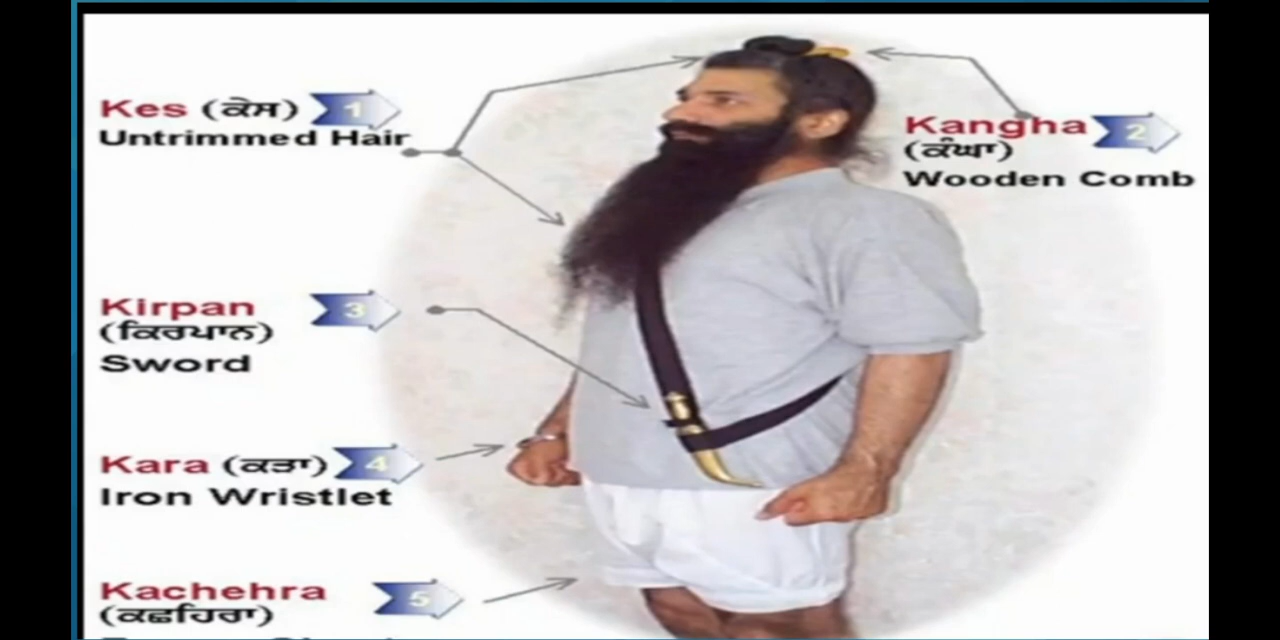 Kes (ਕੇਸ) 1
Untrimmed Hair
Kangha 2
(ਕੰਘਾ)
Wooden Comb
Kirpan 3
(ਕਿਰਪਾਨ)
Sword
Kara (ਕੜਾ) 4
Iron Wristlet
Kachehra 5
(ਕਛਹਿਰਾ)